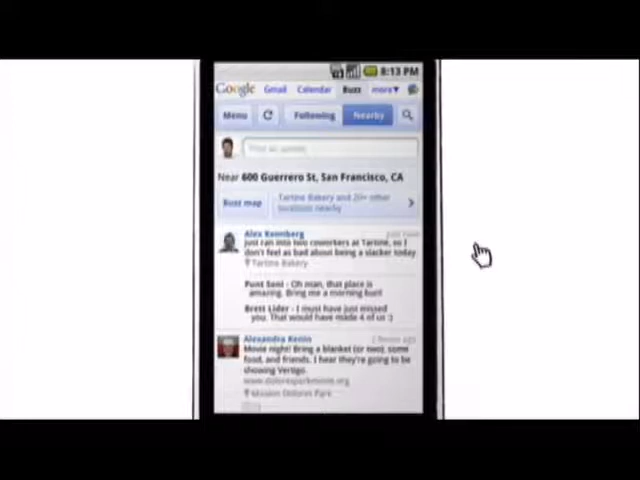 8:13 PM
Google Gmail Calendar Buzz more▼
Menu Following Nearby
Post an update
Near 600 Guerrero St, San Francisco, CA
Buzz map
Tartine Bakery and 20+ other
locations nearby
Alex Kennberg just now
Just ran into two coworkers at Tartine, so I
don't feel as bad about being a slacker today
Tartine Bakery
Punit Soni - Oh man, that place is
amazing. Bring me a morning bun!
Brett Lider - I must have just missed
you. That would have made 4 of us :)
Alexandra Kenin
Movie night! Bring a blanket (or two), some
food, and friends. I hear they're going to be
showing Vertigo.
www.doloresparkmovie.org
Mission Dolores Park